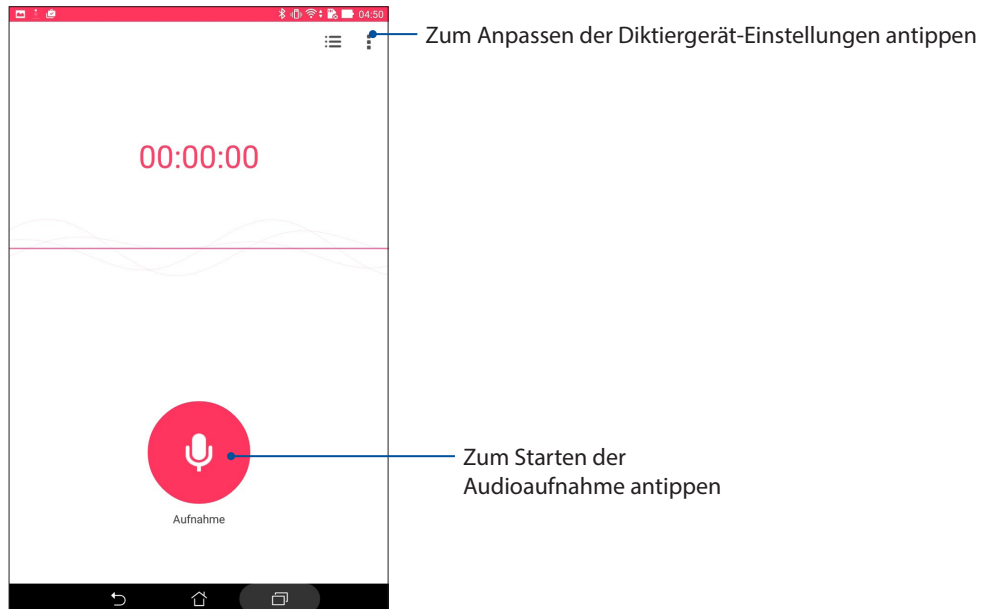 04:50
Zum Anpassen der Diktiergerät-Einstellungen antippen
00:00:00
Zum Starten der
Audioaufnahme antippen
Aufnahme